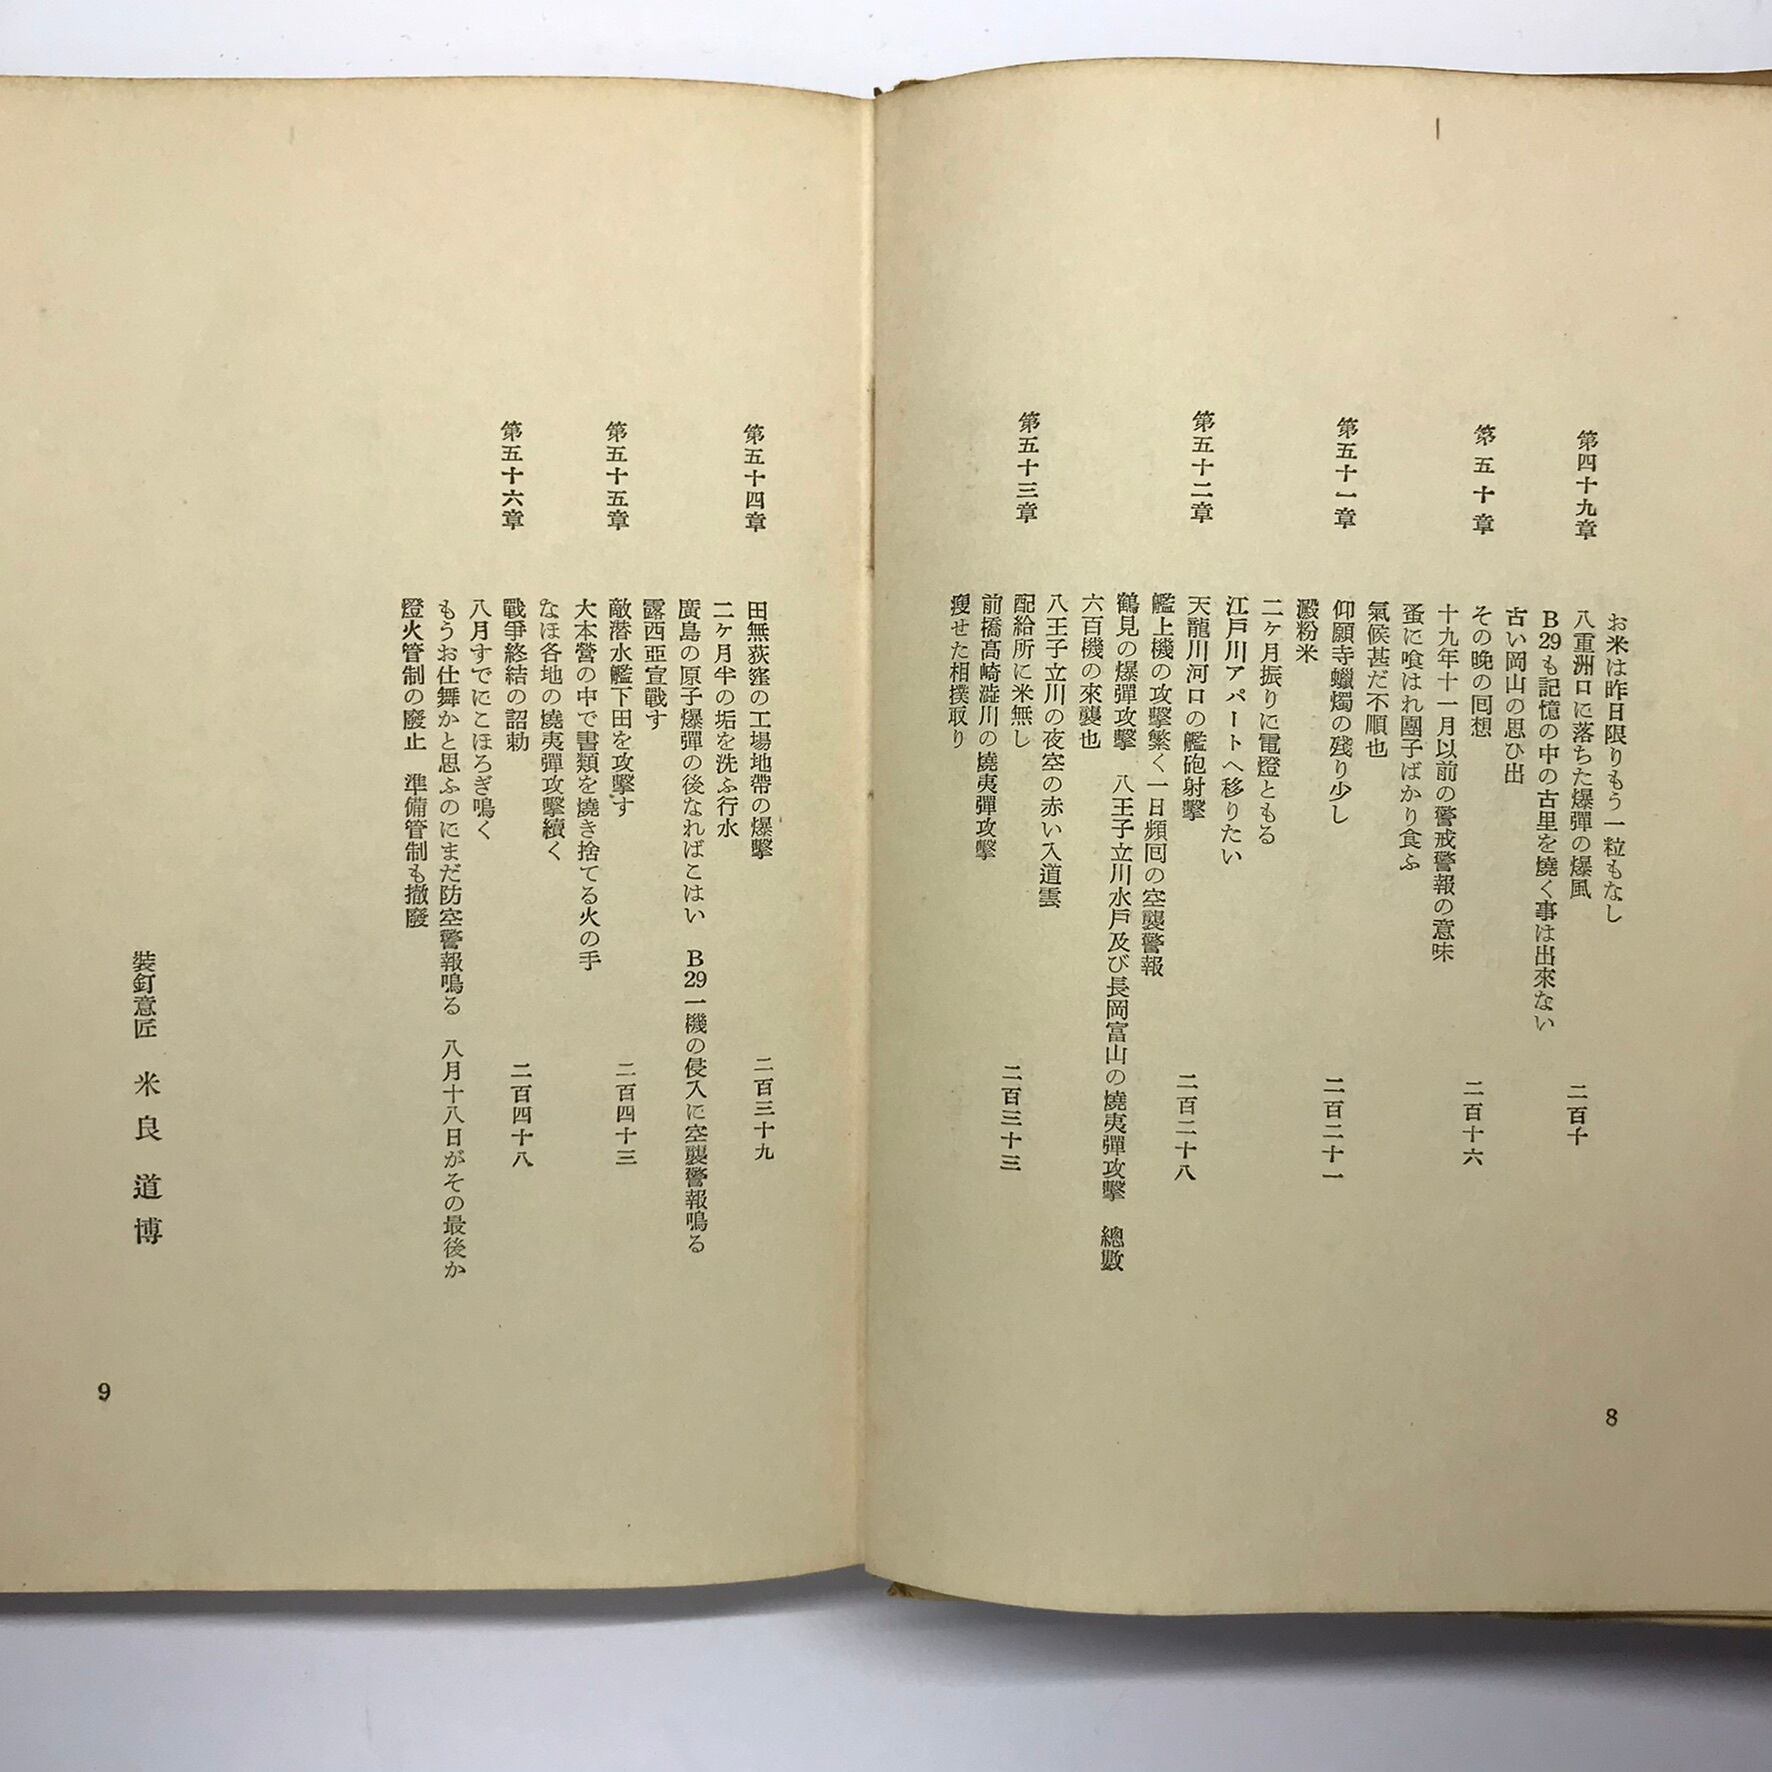 お米は昨日限りもう一粒もなし
第四十九章 二百十
八重洲口に落ちた爆彈の爆風
B29も記憶の中の古里を燒く事は出來ない
古い岡山の思ひ出
第五十章 二百十六
その晩の囘想
十九年十一月以前の警戒警報の意味
蚤に喰はれ團子ばかり食ふ
氣候甚だ不順也
第五十一章 二百二十一
仰願寺蠟燭の殘り少し
澱粉米
二ヶ月振りに電燈ともる
江戸川アパートへ移りたい
第五十二章 二百二十八
天龍川河口の艦砲射擊
艦上機の攻擊繁く一日頻囘の空襲警報
鶴見の爆彈攻擊 八王子立川水戸及び長岡富山の燒夷彈攻擊 總數
六百機の來襲也
八王子立川の夜空の赤い入道雲
第五十三章 二百三十三
配給所に米無し
前橋高崎澁川の燒夷彈攻擊
瘦せた相撲取り
8
第五十四章 二百三十九
田無荻窪の工場地帶の爆擊
二ヶ月半の垢を洗ふ行水
廣島の原子爆彈の後なればこはい B29一機の侵入に空襲警報鳴る
露西亞宣戰す
第五十五章 二百四十三
敵潜水艦下田を攻擊す
大本營の中で書類を燒き捨てる火の手
なほ各地の燒夷彈攻擊續く
第五十六章 二百四十八
戰爭終結の詔勅
八月すでにこほろぎ鳴く
もうお仕舞かと思ふのにまだ防空警報鳴る 八月十八日がその最後か
燈火管制の廢止 準備管制も撤廢
裝釘意匠 米良道博
9